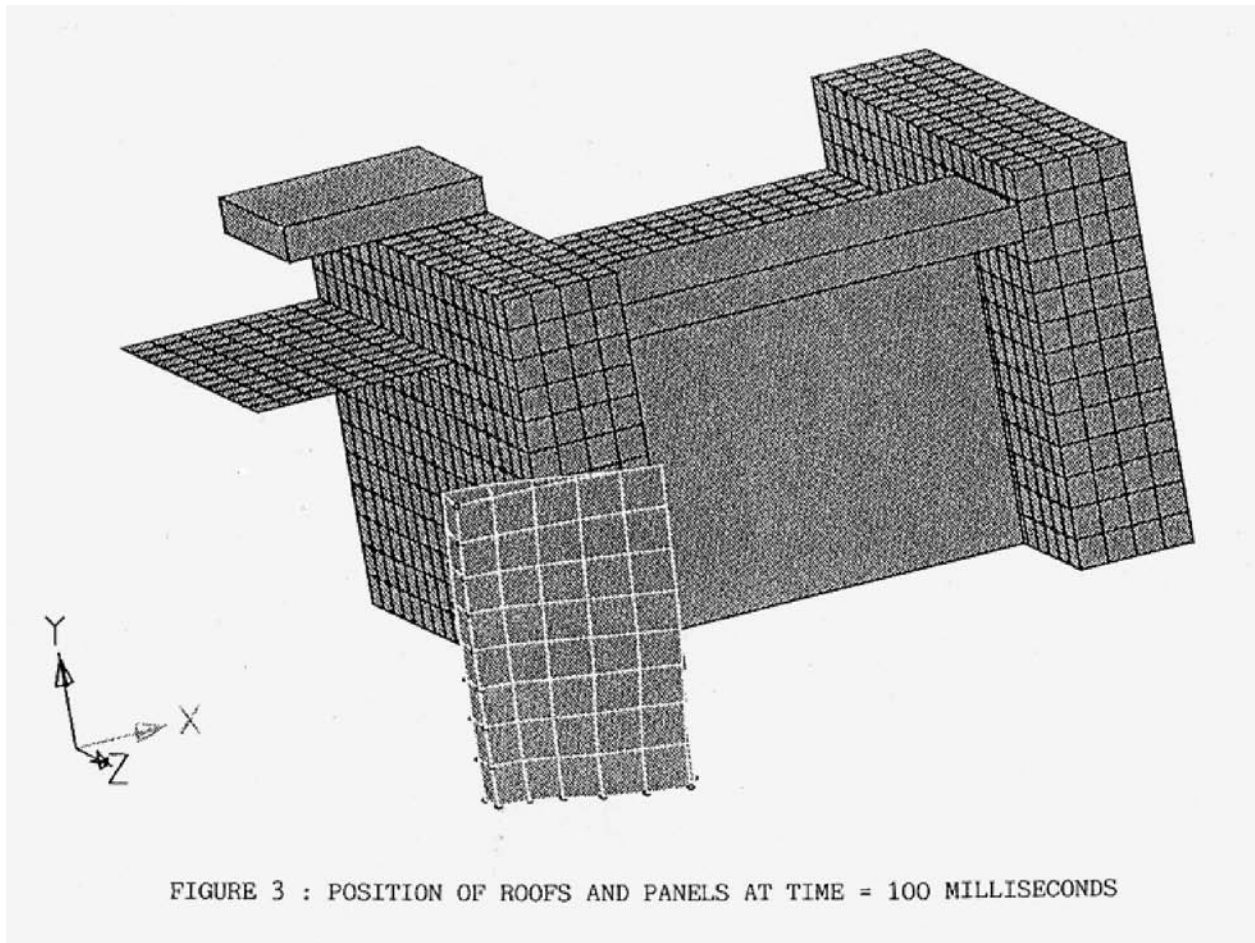 Y
X
Z
FIGURE 3 : POSITION OF ROOFS AND PANELS AT TIME = 100 MILLISECONDS